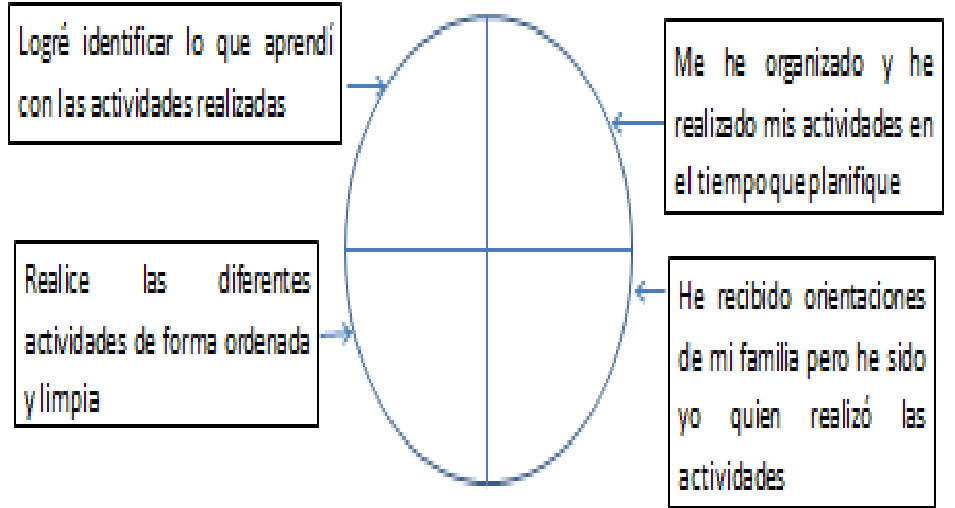 Logré identificar lo que aprendí
con las actividades realizadas
Me he organizado y he
realizado mis actividades en
el tiempo que planifique
Realice las diferentes
actividades de forma ordenada
y limpia
He recibido orientaciones
de mi familia pero he sido
yo quien realizó las
actividades